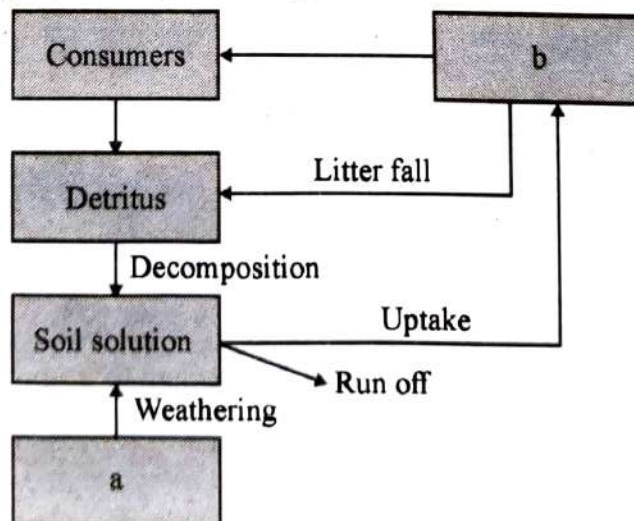 Consumers
b
Litter fall
Detritus
Decomposition
Uptake
Soil solution
Run off
Weathering
a